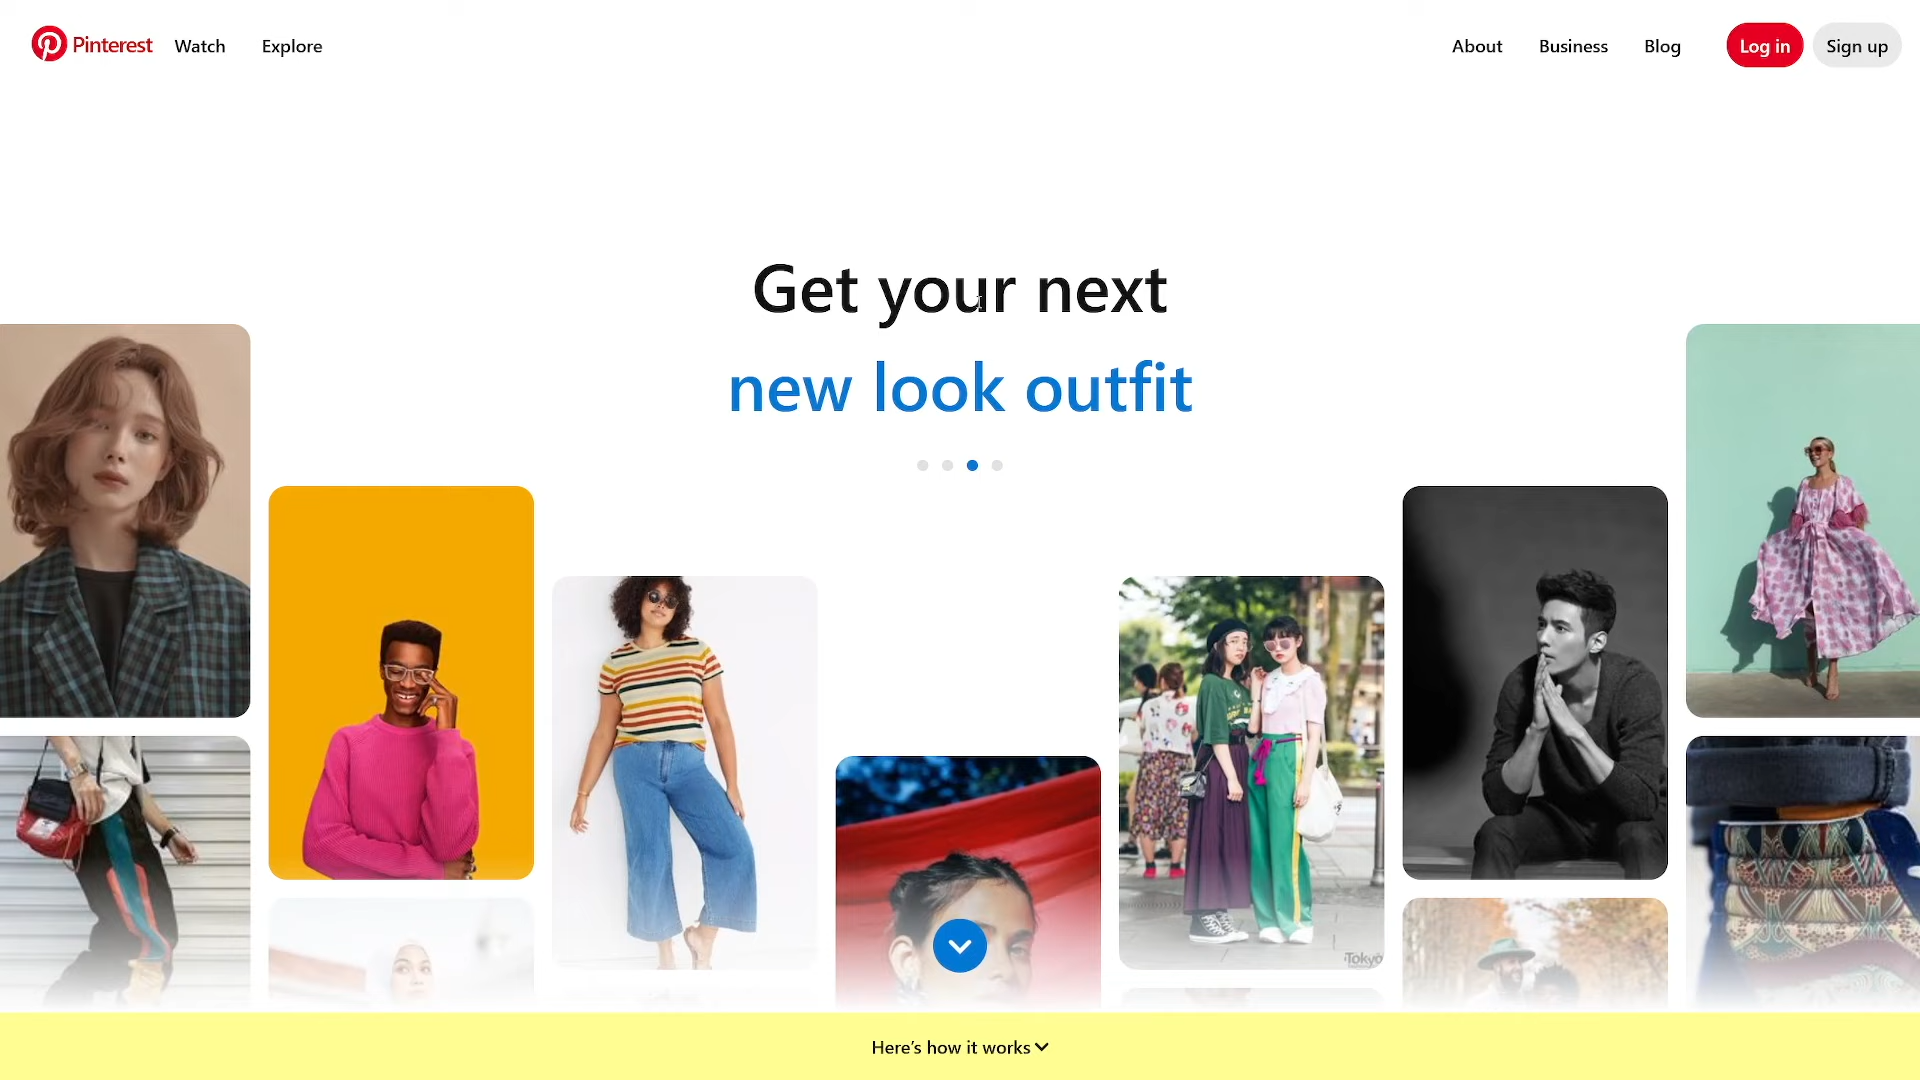 Pinterest Watch Explore About Business Blog Log in Sign up
Get your next
new look outfit
Tokyo
Here's how it works